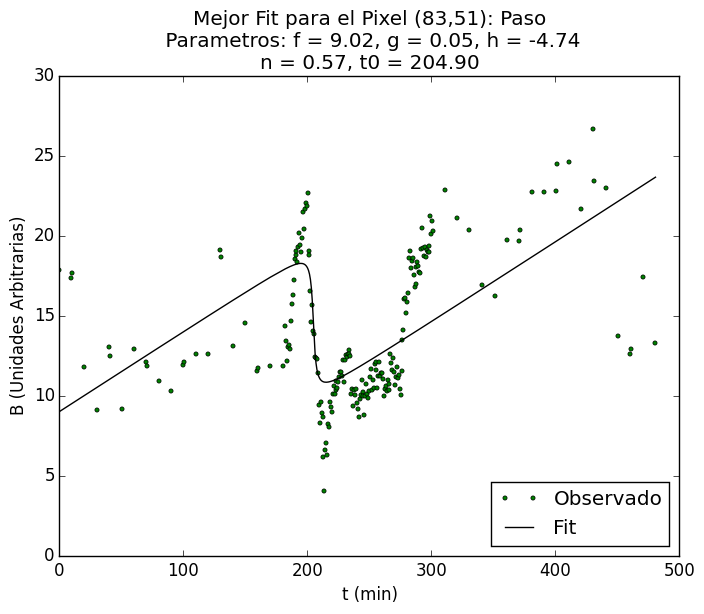 Mejor Fit para el Pixel (83,51): Paso
Parametros: f = 9.02, g = 0.05, h = -4.74
n = 0.57, t0 = 204.90
30
25
20
15
10
5
0
B (Unidades Arbitrarias)
Observado
Fit
0 100 200 300 400 500
t (min)